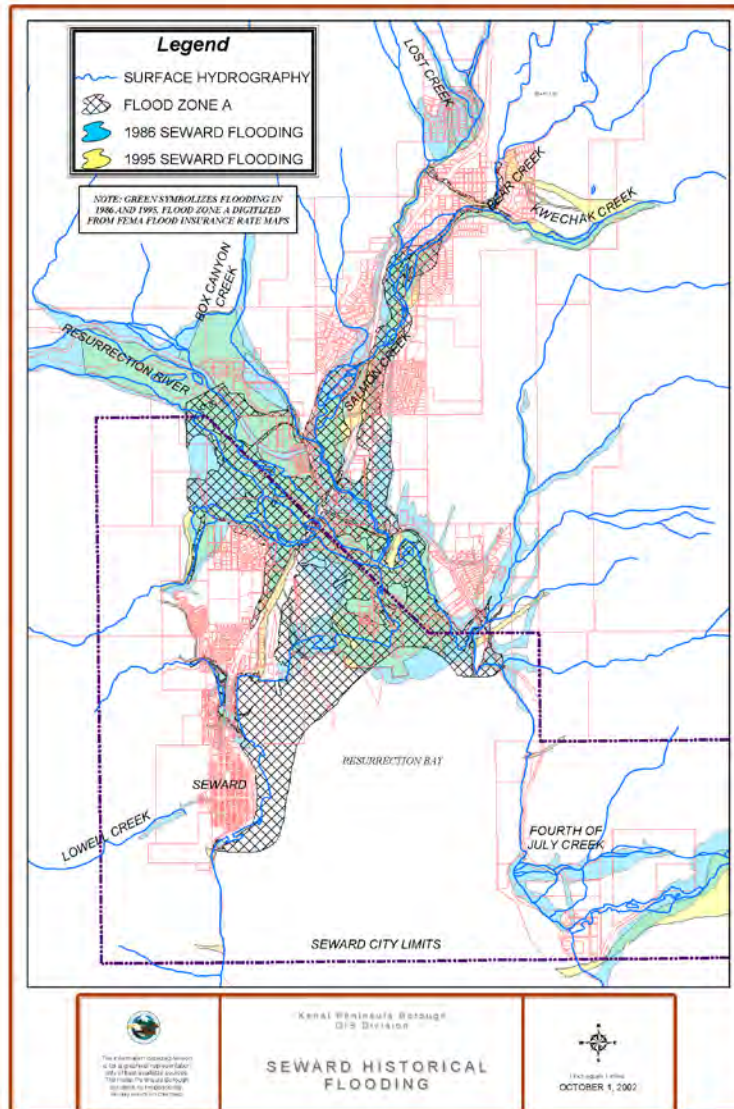 Legend
SURFACE HYDROGRAPHY
FLOOD ZONE A
1986 SEWARD FLOODING
1995 SEWARD FLOODING
NOTE: GREEN SYMBOLIZES FLOODING IN
1986 AND 1995. FLOOD ZONE A DIGITIZED
FROM FEMA FLOOD INSURANCE RATE MAPS
LOST CREEK
BEAR CREEK
KWECHAK CREEK
BOX CANYON
CREEK
RESURRECTION RIVER
SALMON CREEK
RESURRECTION BAY
SEWARD
LOWELL CREEK
FOURTH OF
JULY CREEK
SEWARD CITY LIMITS
Kenai Peninsula Borough
GIS Division
SEWARD HISTORICAL
FLOODING
OCTOBER 1, 2002